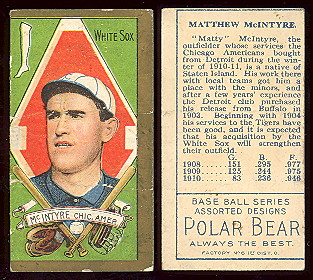 WHITE SOX
MCINTYRE, CHIC. AMER.
MATTHEW McINTYRE.
"Matty" McIntyre, the
outfielder whose services the
Chicago Americans bought
from Detroit during the win-
ter of 1910-11, is a native of
Staten Island. His work there
with local teams got him a
place with the minors, and
after a few years' experience
the Detroit club purchased
his release from Buffalo in
1903. Beginning with 1904
his services to the Tigers have
been good, and it is expected
that his acquisition by the
White Sox will strengthen
their outfield.
G. B. F.
1908......151 .295 .977
1909......125 .244 .975
1910...... 83 .236 .946
BASE BALL SERIES
ASSORTED DESIGNS
POLAR BEAR
ALWAYS THE BEST.
FACTORY No 6 1st DIST. O.